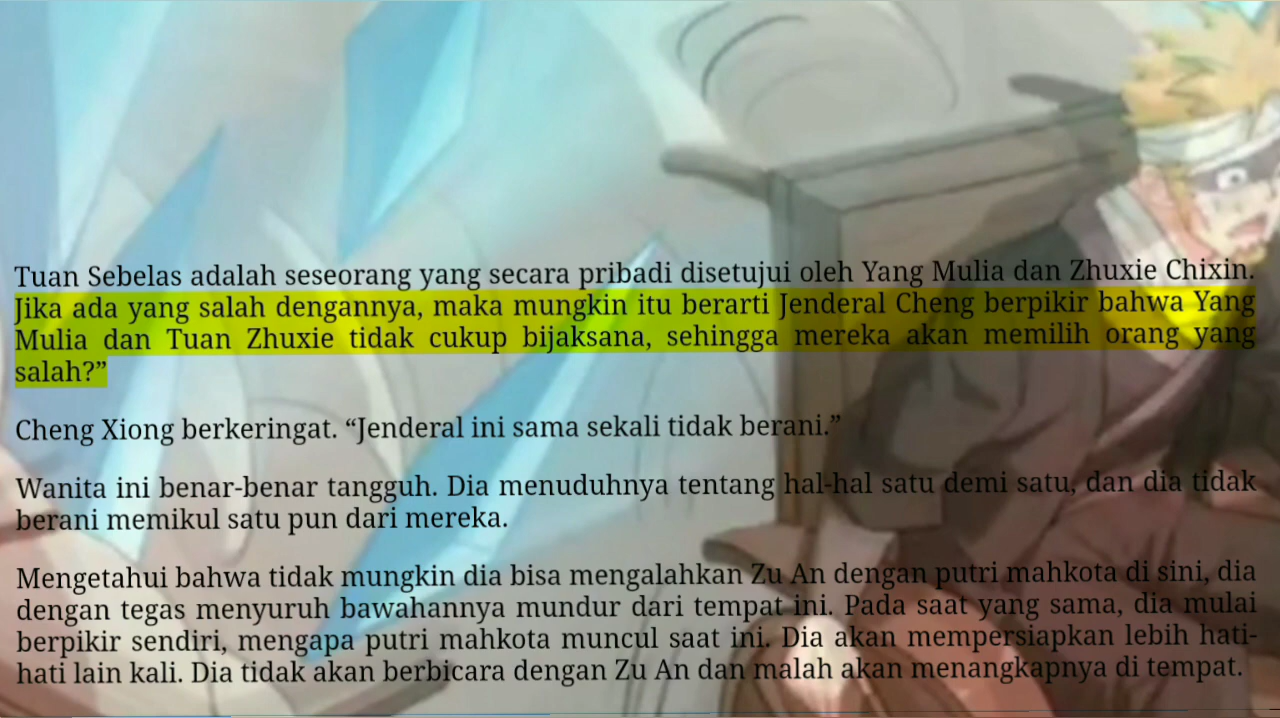 Tuan Sebelas adalah seseorang yang secara pribadi disetujui oleh Yang Mulia dan Zhuxie Chixin.
Jika ada yang salah dengannya, maka mungkin itu berarti Jenderal Cheng berpikir bahwa Yang
Mulia dan Tuan Zhuxie tidak cukup bijaksana, sehingga mereka akan memilih orang yang
salah?”
Cheng Xiong berkeringat. “Jenderal ini sama sekali tidak berani.”
Wanita ini benar-benar tangguh. Dia menuduhnya tentang hal-hal satu demi satu, dan dia tidak
berani memikul satu pun dari mereka.
Mengetahui bahwa tidak mungkin dia bisa mengalahkan Zu An dengan putri mahkota di sini, dia
dengan tegas menyuruh bawahannya mundur dari tempat ini. Pada saat yang sama, dia mulai
berpikir sendiri, mengapa putri mahkota muncul saat ini. Dia akan mempersiapkan lebih hati-
hati lain kali. Dia tidak akan berbicara dengan Zu An dan malah akan menangkapnya di tempat.